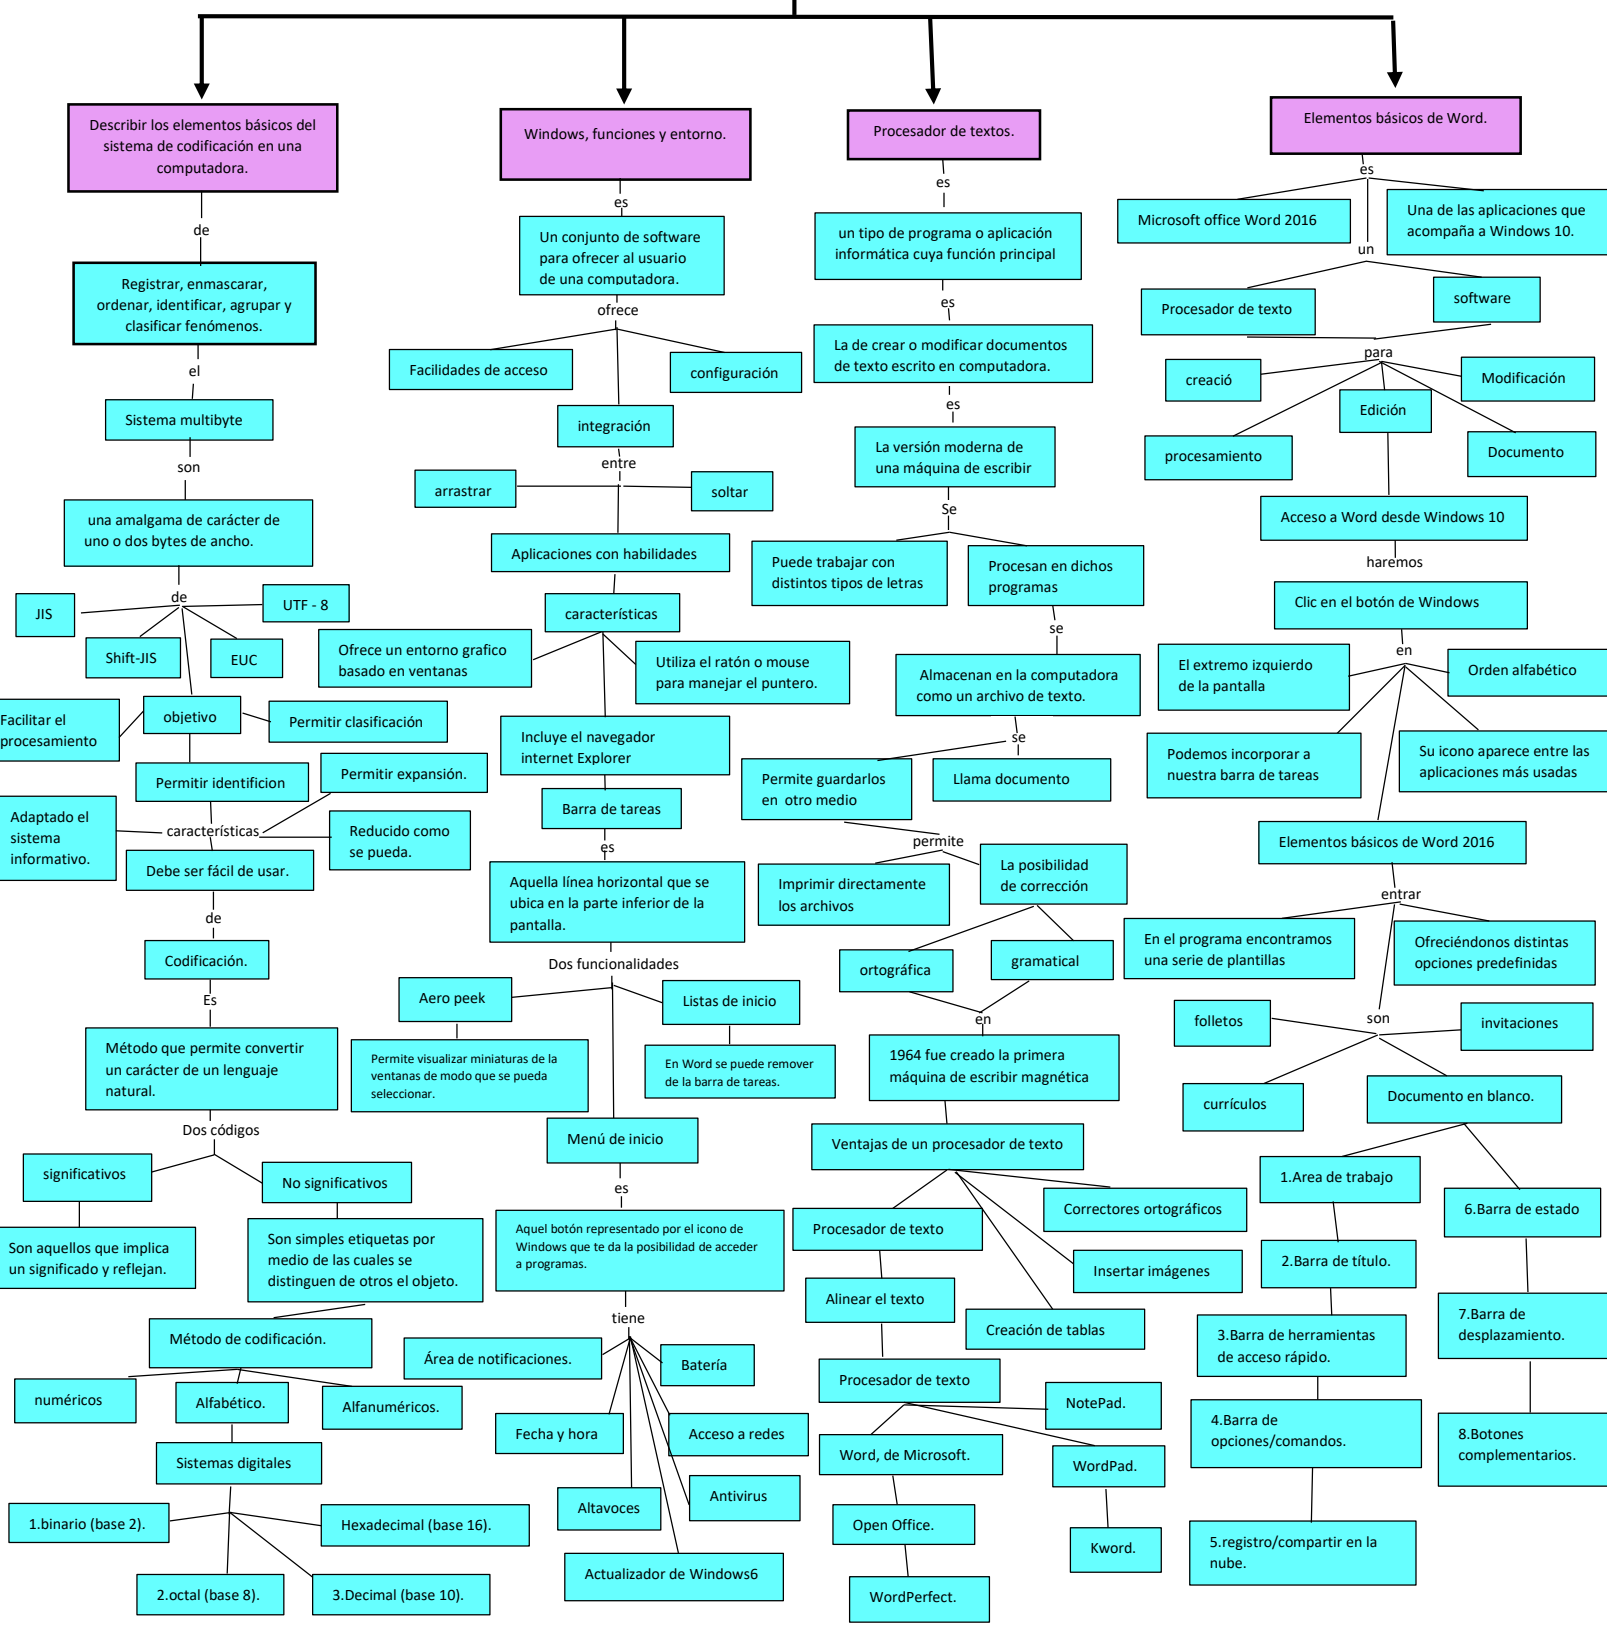 Describir los elementos básicos del
sistema de codificación en una
computadora.
de
Registrar, enmascarar,
ordenar, identificar, agrupar y
clasificar fenómenos.
el
Sistema multibyte
son
una amalgama de carácter de
uno o dos bytes de ancho.
de
JIS
UTF - 8
Shift-JIS
EUC
objetivo
Facilitar el
procesamiento
Permitir clasificación
Permitir identificion
Permitir expansión.
Adaptado el
sistema
informativo.
características
Reducido como
se pueda.
Debe ser fácil de usar.
de
Codificación.
Es
Método que permite convertir
un carácter de un lenguaje
natural.
Dos códigos
significativos
No significativos
Son aquellos que implica
un significado y reflejan.
Son simples etiquetas por
medio de las cuales se
distinguen de otros el objeto.
Método de codificación.
numéricos
Alfabético.
Alfanuméricos.
Sistemas digitales
1.binario (base 2).
Hexadecimal (base 16).
2.octal (base 8).
3.Decimal (base 10).
Windows, funciones y entorno.
es
Un conjunto de software
para ofrecer al usuario
de una computadora.
ofrece
Facilidades de acceso
configuración
integración
entre
arrastrar
soltar
Aplicaciones con habilidades
características
Ofrece un entorno grafico
basado en ventanas
Utiliza el ratón o mouse
para manejar el puntero.
Incluye el navegador
internet Explorer
Barra de tareas
es
Aquella línea horizontal que se
ubica en la parte inferior de la
pantalla.
Dos funcionalidades
Aero peek
Listas de inicio
Permite visualizar miniaturas de la
ventanas de modo que se pueda
seleccionar.
En Word se puede remover
de la barra de tareas.
Menú de inicio
es
Aquel botón representado por el icono de
Windows que te da la posibilidad de acceder
a programas.
tiene
Área de notificaciones.
Batería
Fecha y hora
Acceso a redes
Altavoces
Antivirus
Actualizador de Windows6
Procesador de textos.
es
un tipo de programa o aplicación
informática cuya función principal
es
La de crear o modificar documentos
de texto escrito en computadora.
es
La versión moderna de
una máquina de escribir
Se
Puede trabajar con
distintos tipos de letras
Procesan en dichos
programas
se
Almacenan en la computadora
como un archivo de texto.
se
Permite guardarlos
en otro medio
Llama documento
permite
Imprimir directamente
los archivos
La posibilidad
de corrección
ortográfica
gramatical
en
1964 fue creado la primera
máquina de escribir magnética
Ventajas de un procesador de texto
Correctores ortográficos
Procesador de texto
Insertar imágenes
Alinear el texto
Creación de tablas
Procesador de texto
NotePad.
Word, de Microsoft.
WordPad.
Open Office.
Kword.
WordPerfect.
Elementos básicos de Word.
es
Microsoft office Word 2016
Una de las aplicaciones que
acompaña a Windows 10.
un
Procesador de texto
software
para
creació
Modificación
Edición
procesamiento
Documento
Acceso a Word desde Windows 10
haremos
Clic en el botón de Windows
en
El extremo izquierdo
de la pantalla
Orden alfabético
Podemos incorporar a
nuestra barra de tareas
Su icono aparece entre las
aplicaciones más usadas
Elementos básicos de Word 2016
entrar
En el programa encontramos
una serie de plantillas
Ofreciéndonos distintas
opciones predefinidas
son
folletos
invitaciones
currículos
Documento en blanco.
1.Area de trabajo
6.Barra de estado
2.Barra de título.
7.Barra de
desplazamiento.
3.Barra de herramientas
de acceso rápido.
4.Barra de
opciones/comandos.
8.Botones
complementarios.
5.registro/compartir en la
nube.